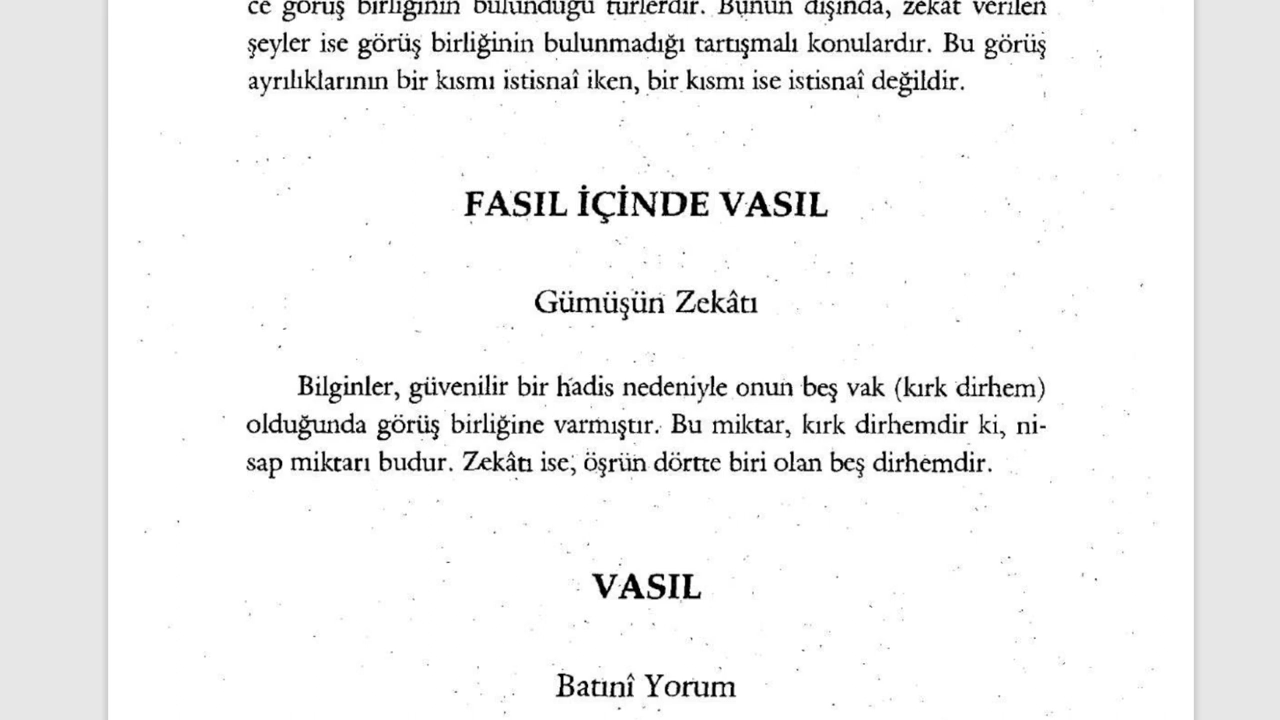 ce görüş birliğinin bulunduğu türlerdir. Bunun dışında, zekât verilen
şeyler ise görüş birliğinin bulunmadığı tartışmalı konulardır. Bu görüş
ayrılıklarının bir kısmı istisnaî iken, bir kısmı ise istisnaî değildir.
FASIL İÇİNDE VASIL
Gümüşün Zekâtı
Bilginler, güvenilir bir hadis nedeniyle onun beş vak (kırk dirhem)
olduğunda görüş birliğine varmıştır. Bu miktar, kırk dirhemdir ki, ni-
sap miktarı budur. Zekâtı ise, öşrün dörtte biri olan beş dirhemdir.
VASIL
Batınî Yorum